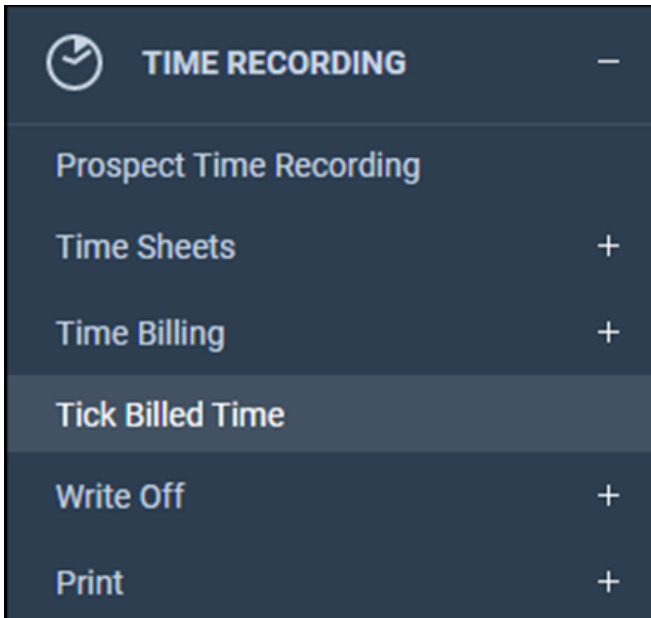 TIME RECORDING −
Prospect Time Recording
Time Sheets +
Time Billing +
Tick Billed Time
Write Off +
Print +